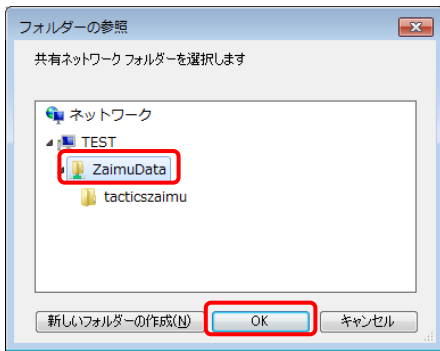 フォルダーの参照
共有ネットワーク フォルダーを選択します
ネットワーク
TEST
ZaimuData
tacticszaimu
新しいフォルダーの作成(N) OK キャンセル